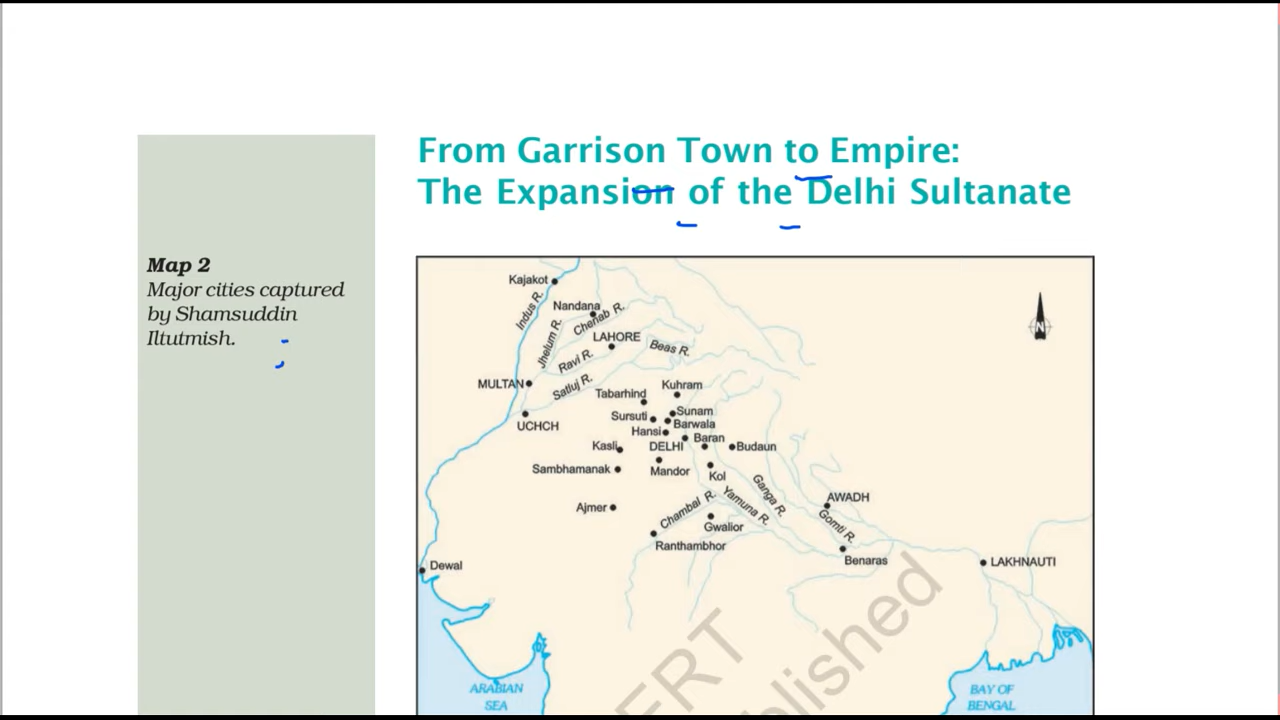 From Garrison Town to Empire:
The Expansion of the Delhi Sultanate
Map 2
Major cities captured
by Shamsuddin
Iltutmish.
Kajakot
Indus R.
Nandana
Chenab R.
Jhelum R.
LAHORE
Ravi R.
Beas R.
MULTAN
Satluj R.
Tabarhind
Kuhram
UCHCH
Sursuti
Sunam
Barwala
Hansi
Kasli
DELHI
Baran
Budaun
Sambhamanak
Mandor
Kol
Ganga R.
Yamuna R.
Chambal R.
AWADH
Gomti R.
Ajmer
Gwalior
Ranthambhor
Benaras
LAKHNAUTI
Dewal
N
ARABIAN
SEA
BAY OF
BENGAL
ERT
blished